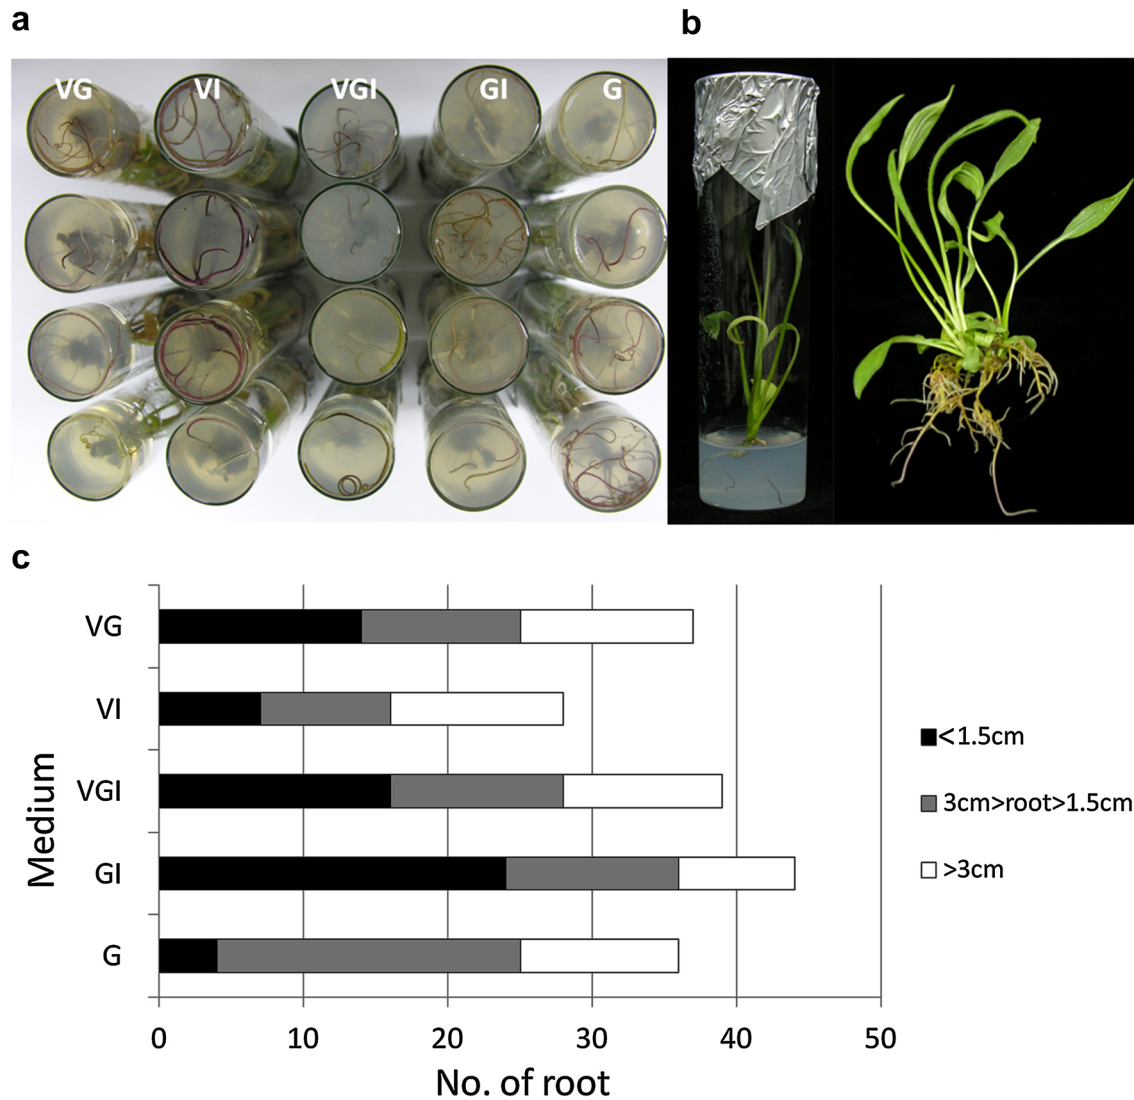 a
b
VG VI VGI GI G
c
VG
VI
VGI
GI
G
Medium
0 10 20 30 40 50
No. of root
<1.5cm
3cm>root>1.5cm
>3cm